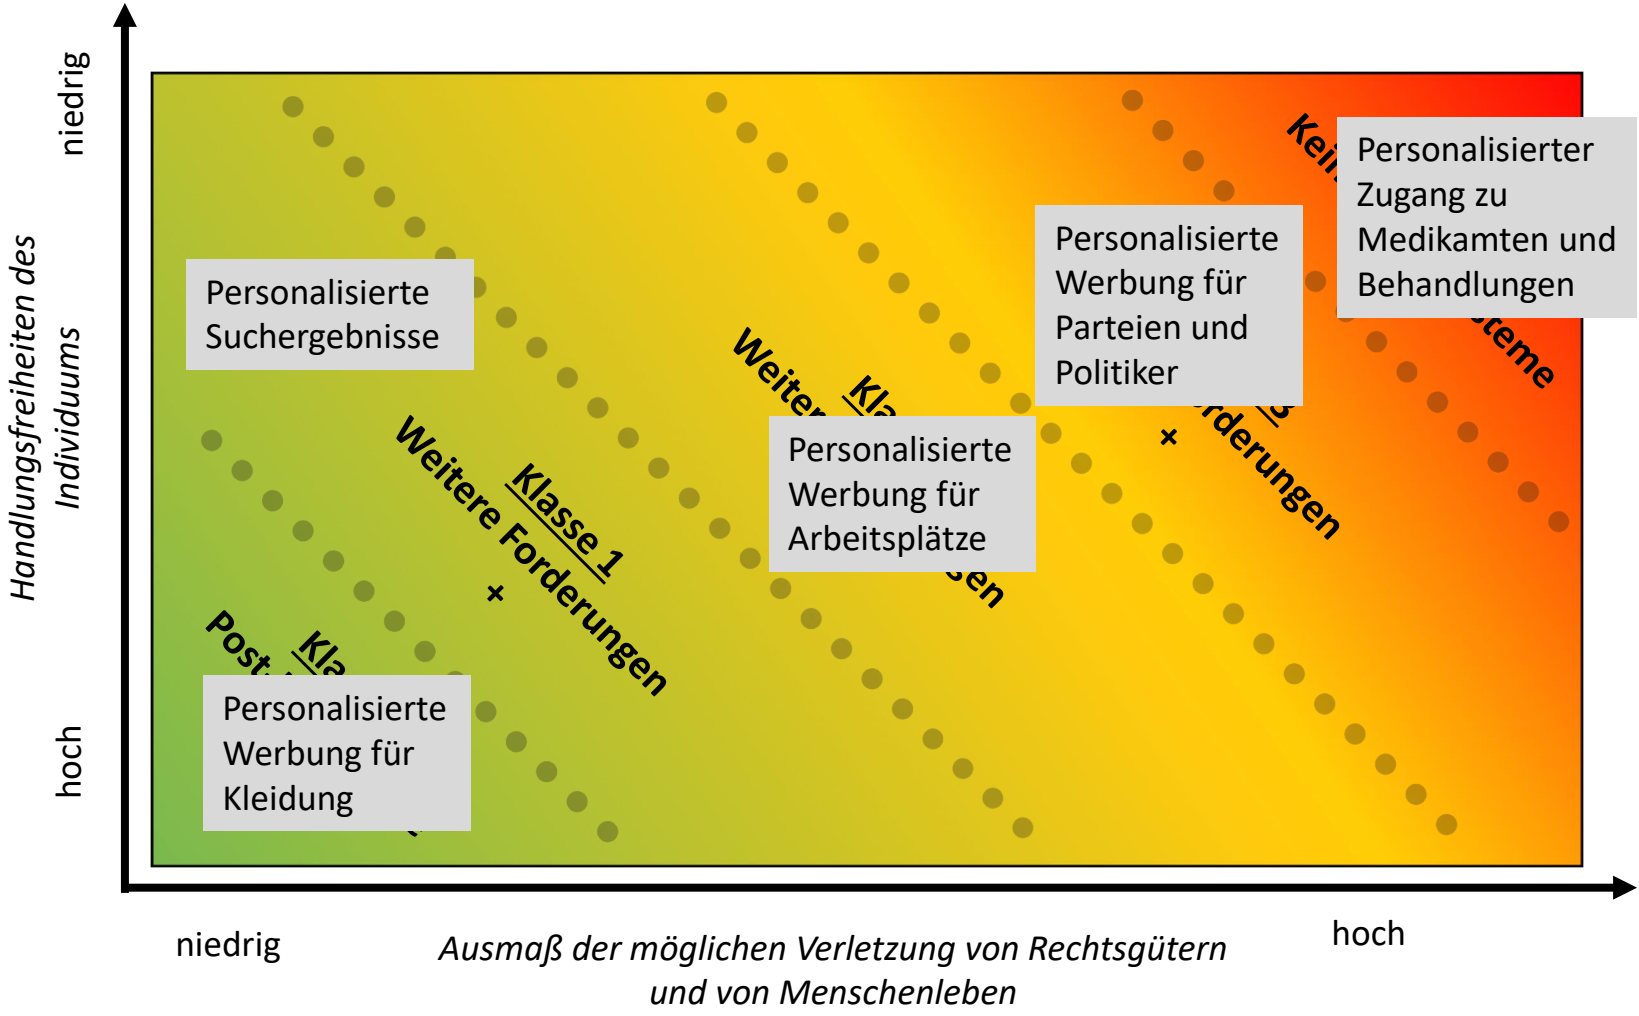 niedrig
Handlungsfreiheiten des
Individuums
hoch
Personalisierter
Zugang zu
Medikamten und
Behandlungen
Personalisierte
Werbung für
Parteien und
Politiker
3
+
Personalisierte
Suchergebnisse
Personalisierte
Werbung für
Arbeitsplätze
Klasse 1
Weitere Forderungen
+
Personalisierte
Werbung für
Kleidung
niedrig
hoch
Ausmaß der möglichen Verletzung von Rechtsgütern
und von Menschenleben